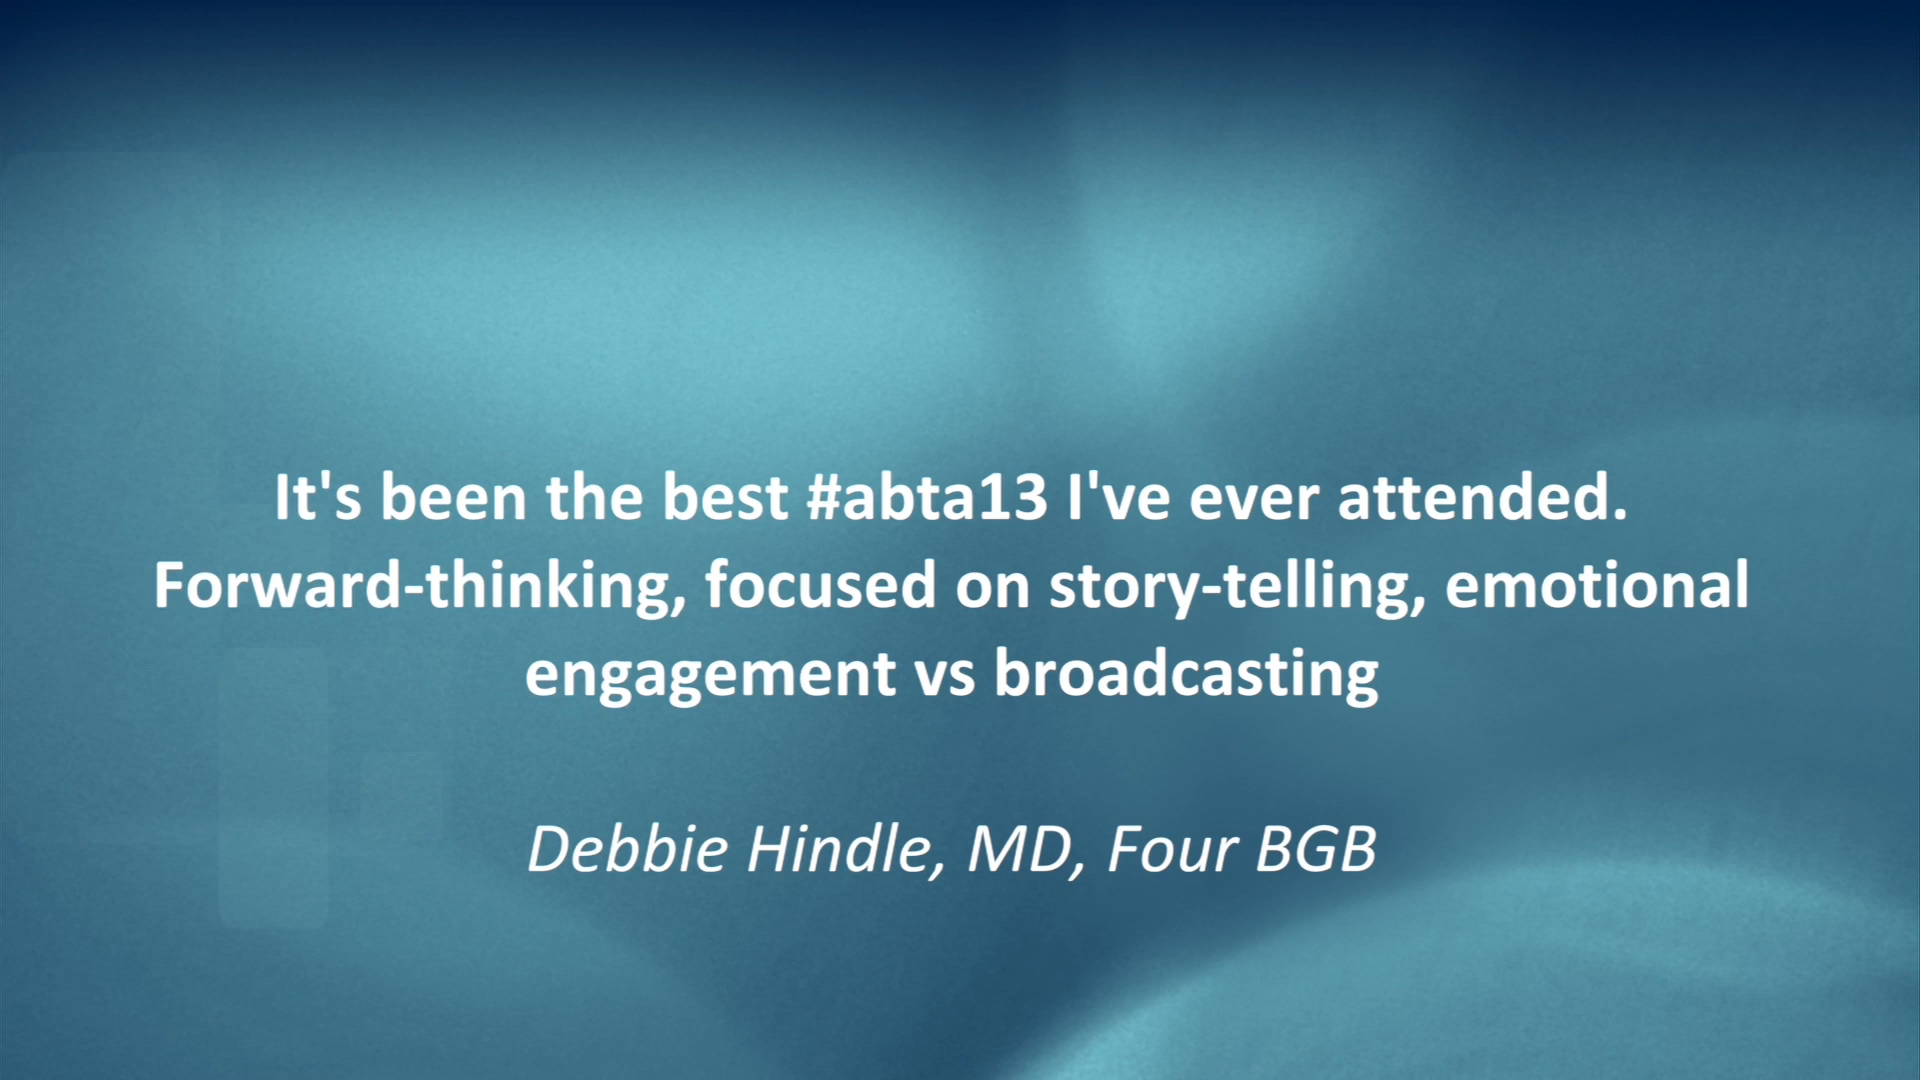 It's been the best #abta13 I've ever attended.
Forward-thinking, focused on story-telling, emotional
engagement vs broadcasting
Debbie Hindle, MD, Four BGB